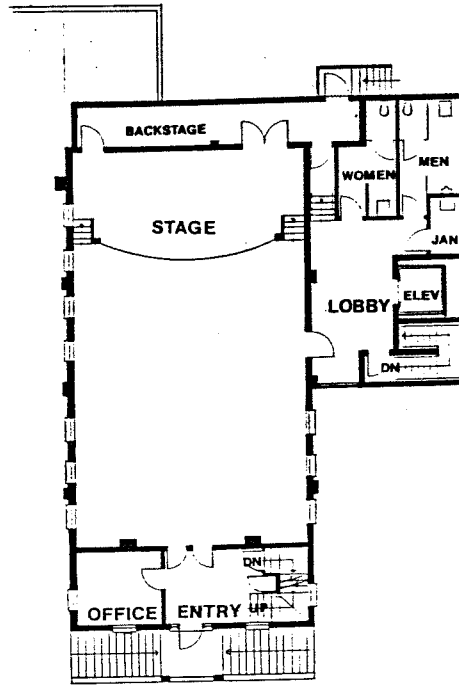 BACKSTAGE
WOMEN
MEN
STAGE
JAN
LOBBY
ELEV
DN
DN
OFFICE
ENTRY
UP